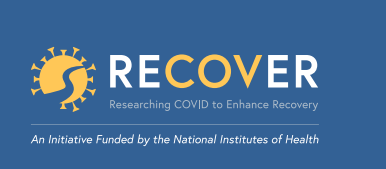 RECOVER
Researching COVID to Enhance Recovery
An Initiative Funded by the National Institutes of Health